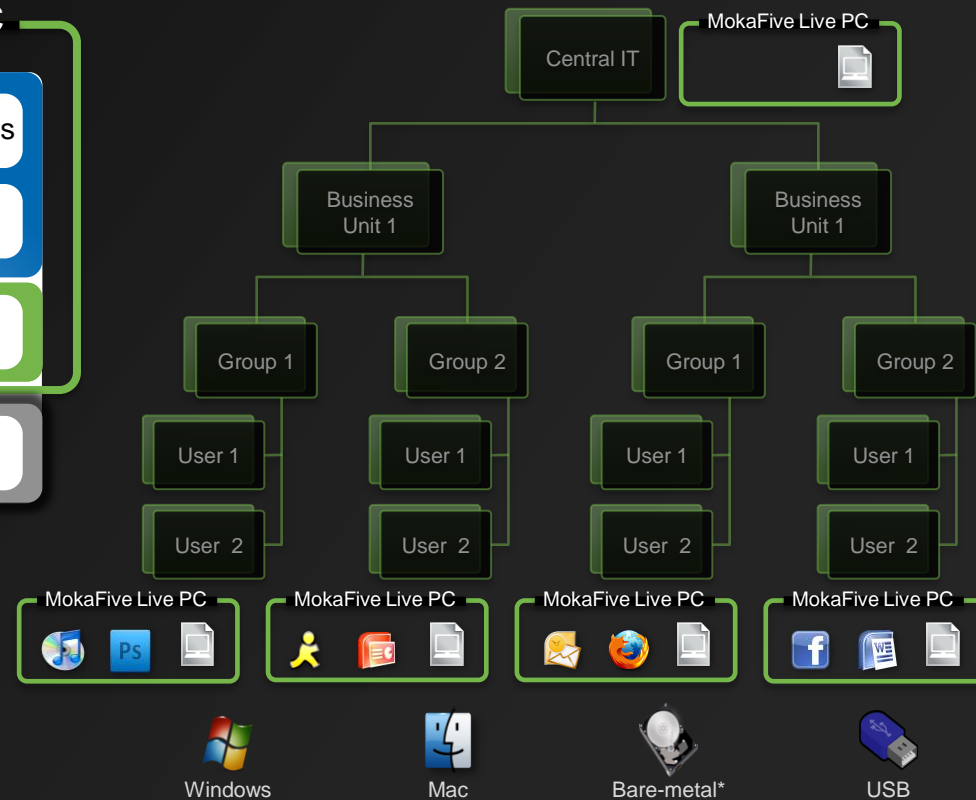 C
s
MokaFive Live PC
Central IT
Business
Unit 1
Business
Unit 1
Group 1
Group 2
Group 1
Group 2
User 1
User 1
User 1
User 1
User 2
User 2
User 2
User 2
MokaFive Live PC
MokaFive Live PC
MokaFive Live PC
MokaFive Live PC
Ps
f
W
Windows
Mac
Bare-metal*
USB